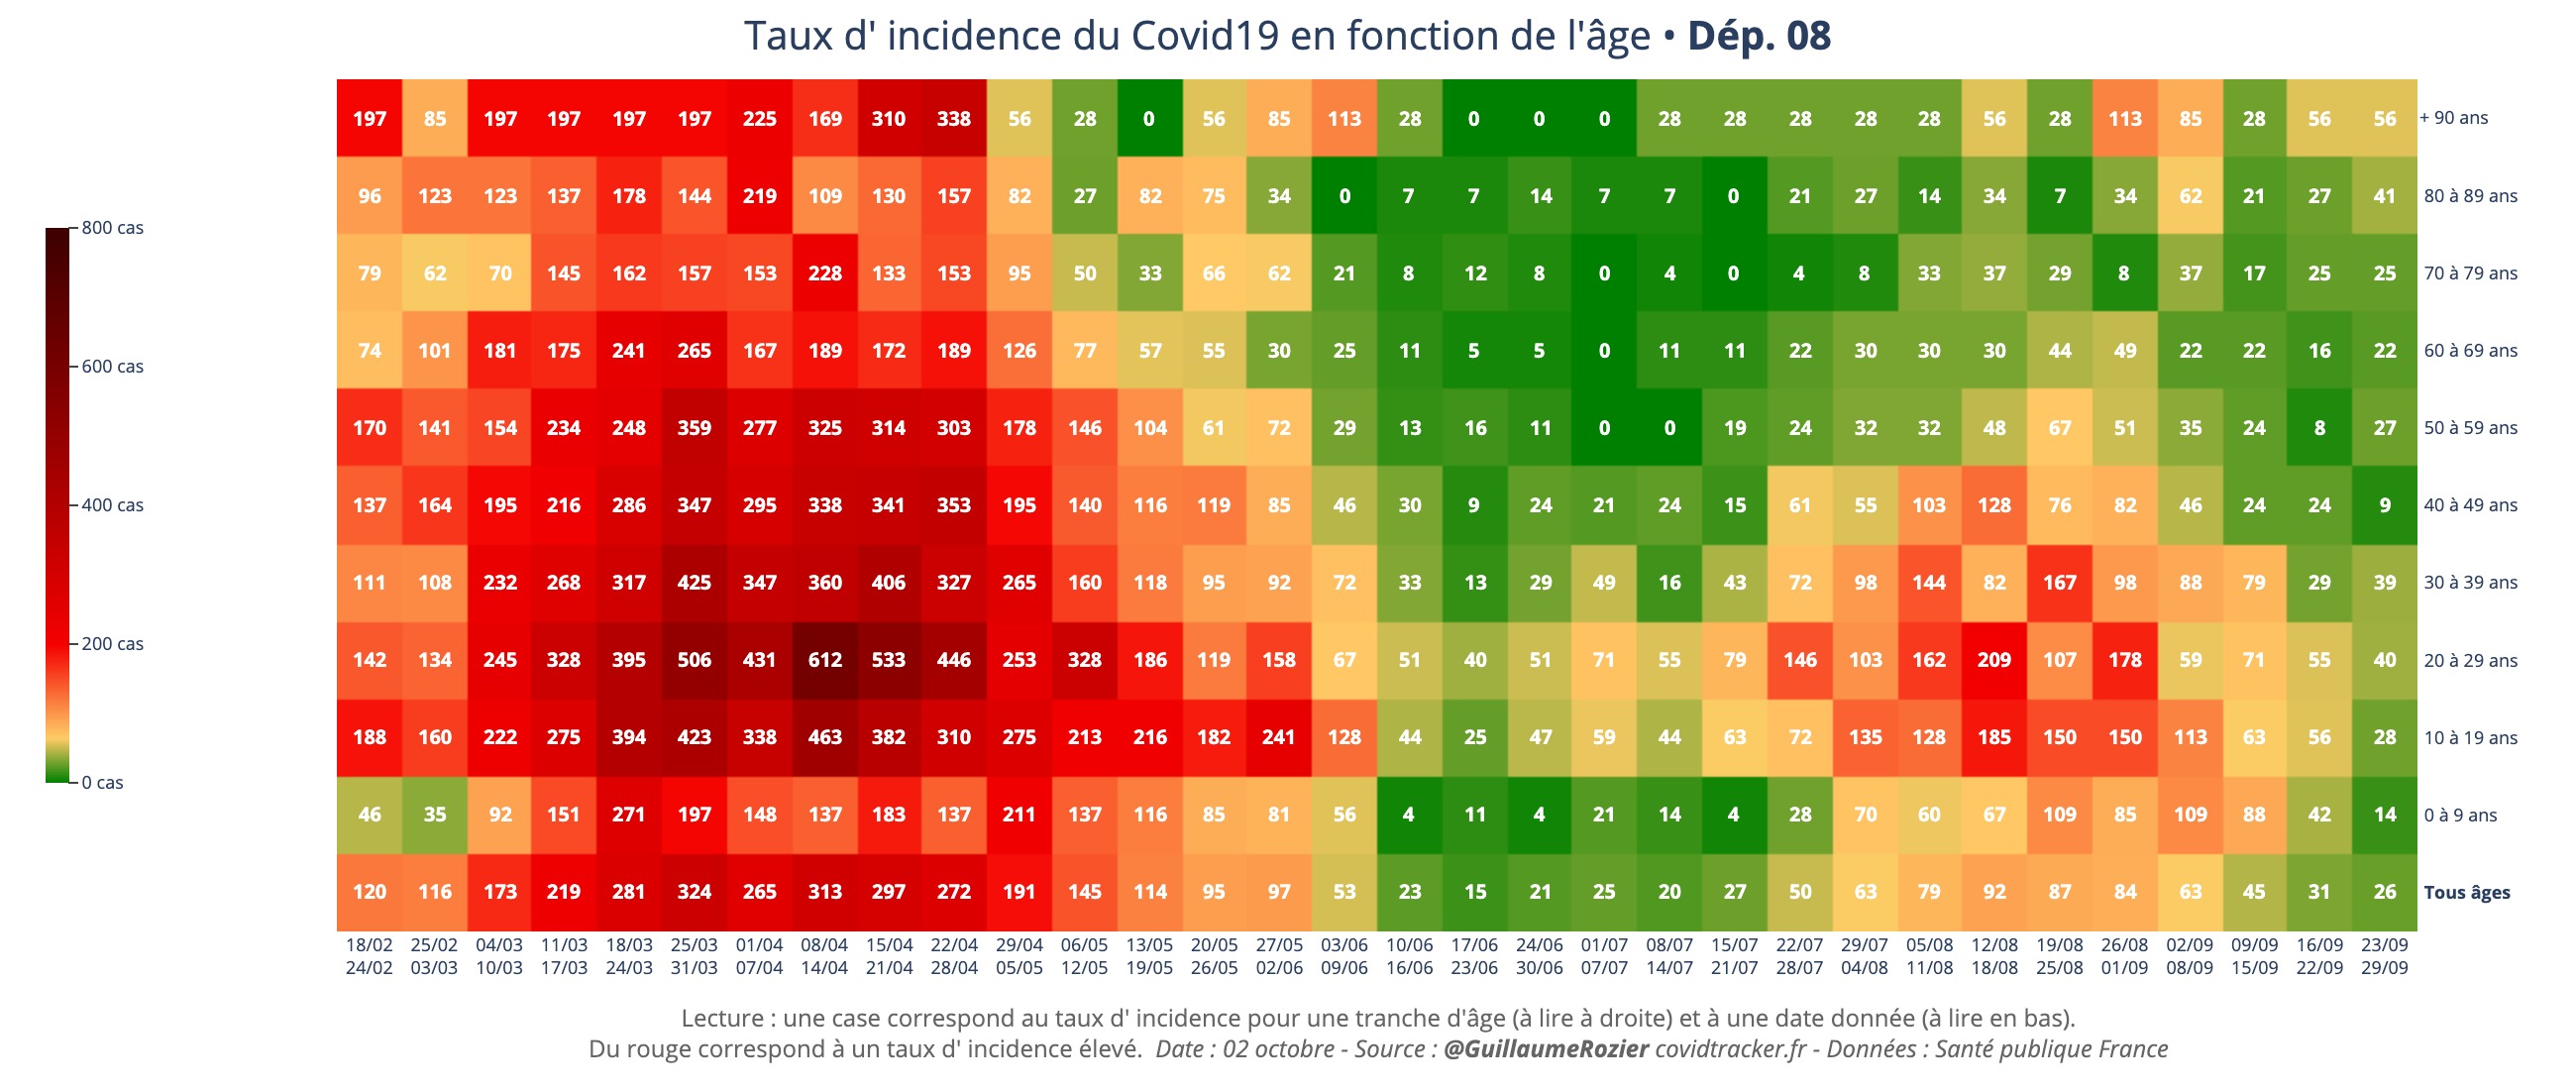 Taux d' incidence du Covid19 en fonction de l'âge • Dép. 08
800 cas
600 cas
400 cas
200 cas
0 cas
197 85 197 197 197 197 225 169 310 338 56 28 0 56 85 113 28 0 0 0 28 28 28 28 28 56 28 113 85 28 56 56 + 90 ans
96 123 123 137 178 144 219 109 130 157 82 27 82 75 34 0 7 7 14 7 7 0 21 27 14 34 7 34 62 21 27 41 80 à 89 ans
79 62 70 145 162 157 153 228 133 153 95 50 33 66 62 21 8 12 8 0 4 0 4 8 33 37 29 8 37 17 25 25 70 à 79 ans
74 101 181 175 241 265 167 189 172 189 126 77 57 55 30 25 11 5 5 0 11 11 22 30 30 30 44 49 22 22 16 22 60 à 69 ans
170 141 154 234 248 359 277 325 314 303 178 146 104 61 72 29 13 16 11 0 0 19 24 32 32 48 67 51 35 24 8 27 50 à 59 ans
137 164 195 216 286 347 295 338 341 353 195 140 116 119 85 46 30 9 24 21 24 15 61 55 103 128 76 82 46 24 24 9 40 à 49 ans
111 108 232 268 317 425 347 360 406 327 265 160 118 95 92 72 33 13 29 49 16 43 72 98 144 82 167 98 88 79 29 39 30 à 39 ans
142 134 245 328 395 506 431 612 533 446 253 328 186 119 158 67 51 40 51 71 55 79 146 103 162 209 107 178 59 71 55 40 20 à 29 ans
188 160 222 275 394 423 338 463 382 310 275 213 216 182 241 128 44 25 47 59 44 63 72 135 128 185 150 150 113 63 56 28 10 à 19 ans
46 35 92 151 271 197 148 137 183 137 211 137 116 85 81 56 4 11 4 21 14 4 28 70 60 67 109 85 109 88 42 14 0 à 9 ans
120 116 173 219 281 324 265 313 297 272 191 145 114 95 97 53 23 15 21 25 20 27 50 63 79 92 87 84 63 45 31 26 Tous âges
18/02 25/02 04/03 11/03 18/03 25/03 01/04 08/04 15/04 22/04 29/04 06/05 13/05 20/05 27/05 03/06 10/06 17/06 24/06 01/07 08/07 15/07 22/07 29/07 05/08 12/08 19/08 26/08 02/09 09/09 16/09 23/09
24/02 03/03 10/03 17/03 24/03 31/03 07/04 14/04 21/04 28/04 05/05 12/05 19/05 26/05 02/06 09/06 16/06 23/06 30/06 07/07 14/07 21/07 28/07 04/08 11/08 18/08 25/08 01/09 08/09 15/09 22/09 29/09
Lecture : une case correspond au taux d' incidence pour une tranche d'âge (à lire à droite) et à une date donnée (à lire en bas).
Du rouge correspond à un taux d' incidence élevé. Date : 02 octobre - Source : @GuillaumeRozier covidtracker.fr - Données : Santé publique France